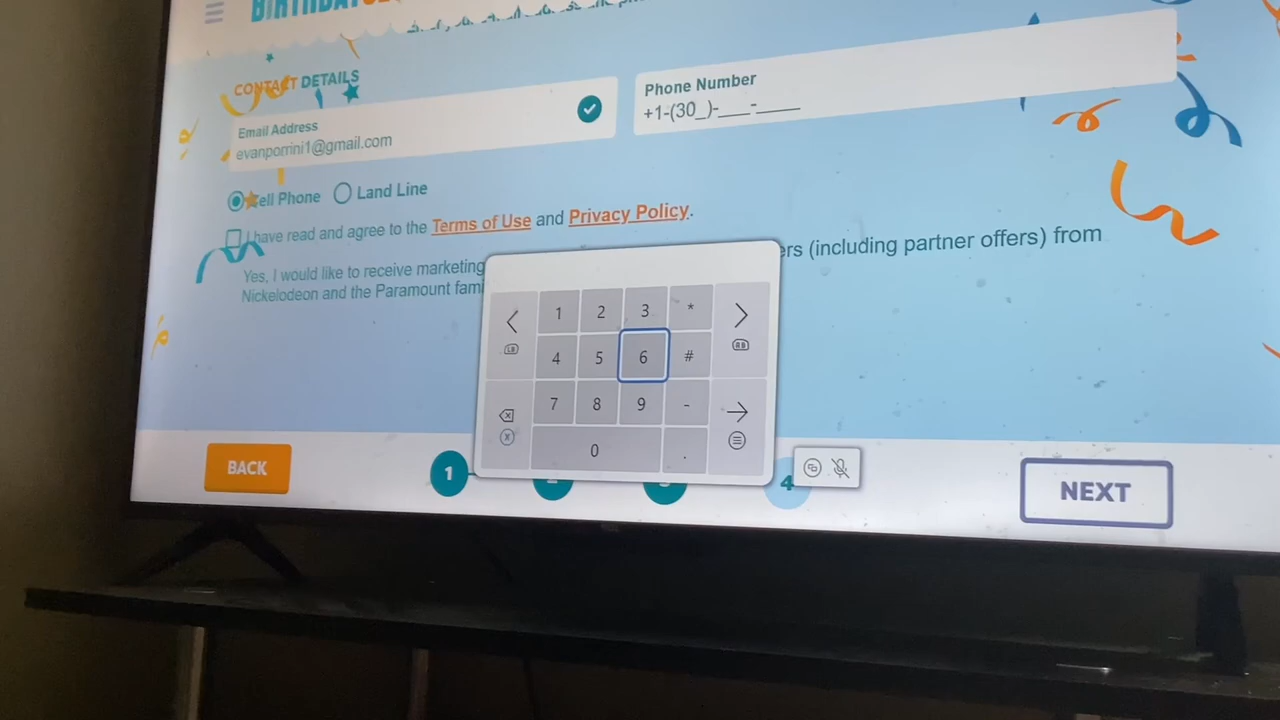 CONTACT DETAILS
Email Address
evanporrini1@gmail.com
Phone Number
+1-(30_)-___-____
Cell Phone
Land Line
I have read and agree to the Terms of Use and Privacy Policy.
Yes, I would like to receive marketing
ers (including partner offers) from
Nickelodeon and the Paramount fami
1 2 3 *
LB
RB
4 5 6 #
7 8 9 -
X
0 .
BACK
1
2
4
NEXT